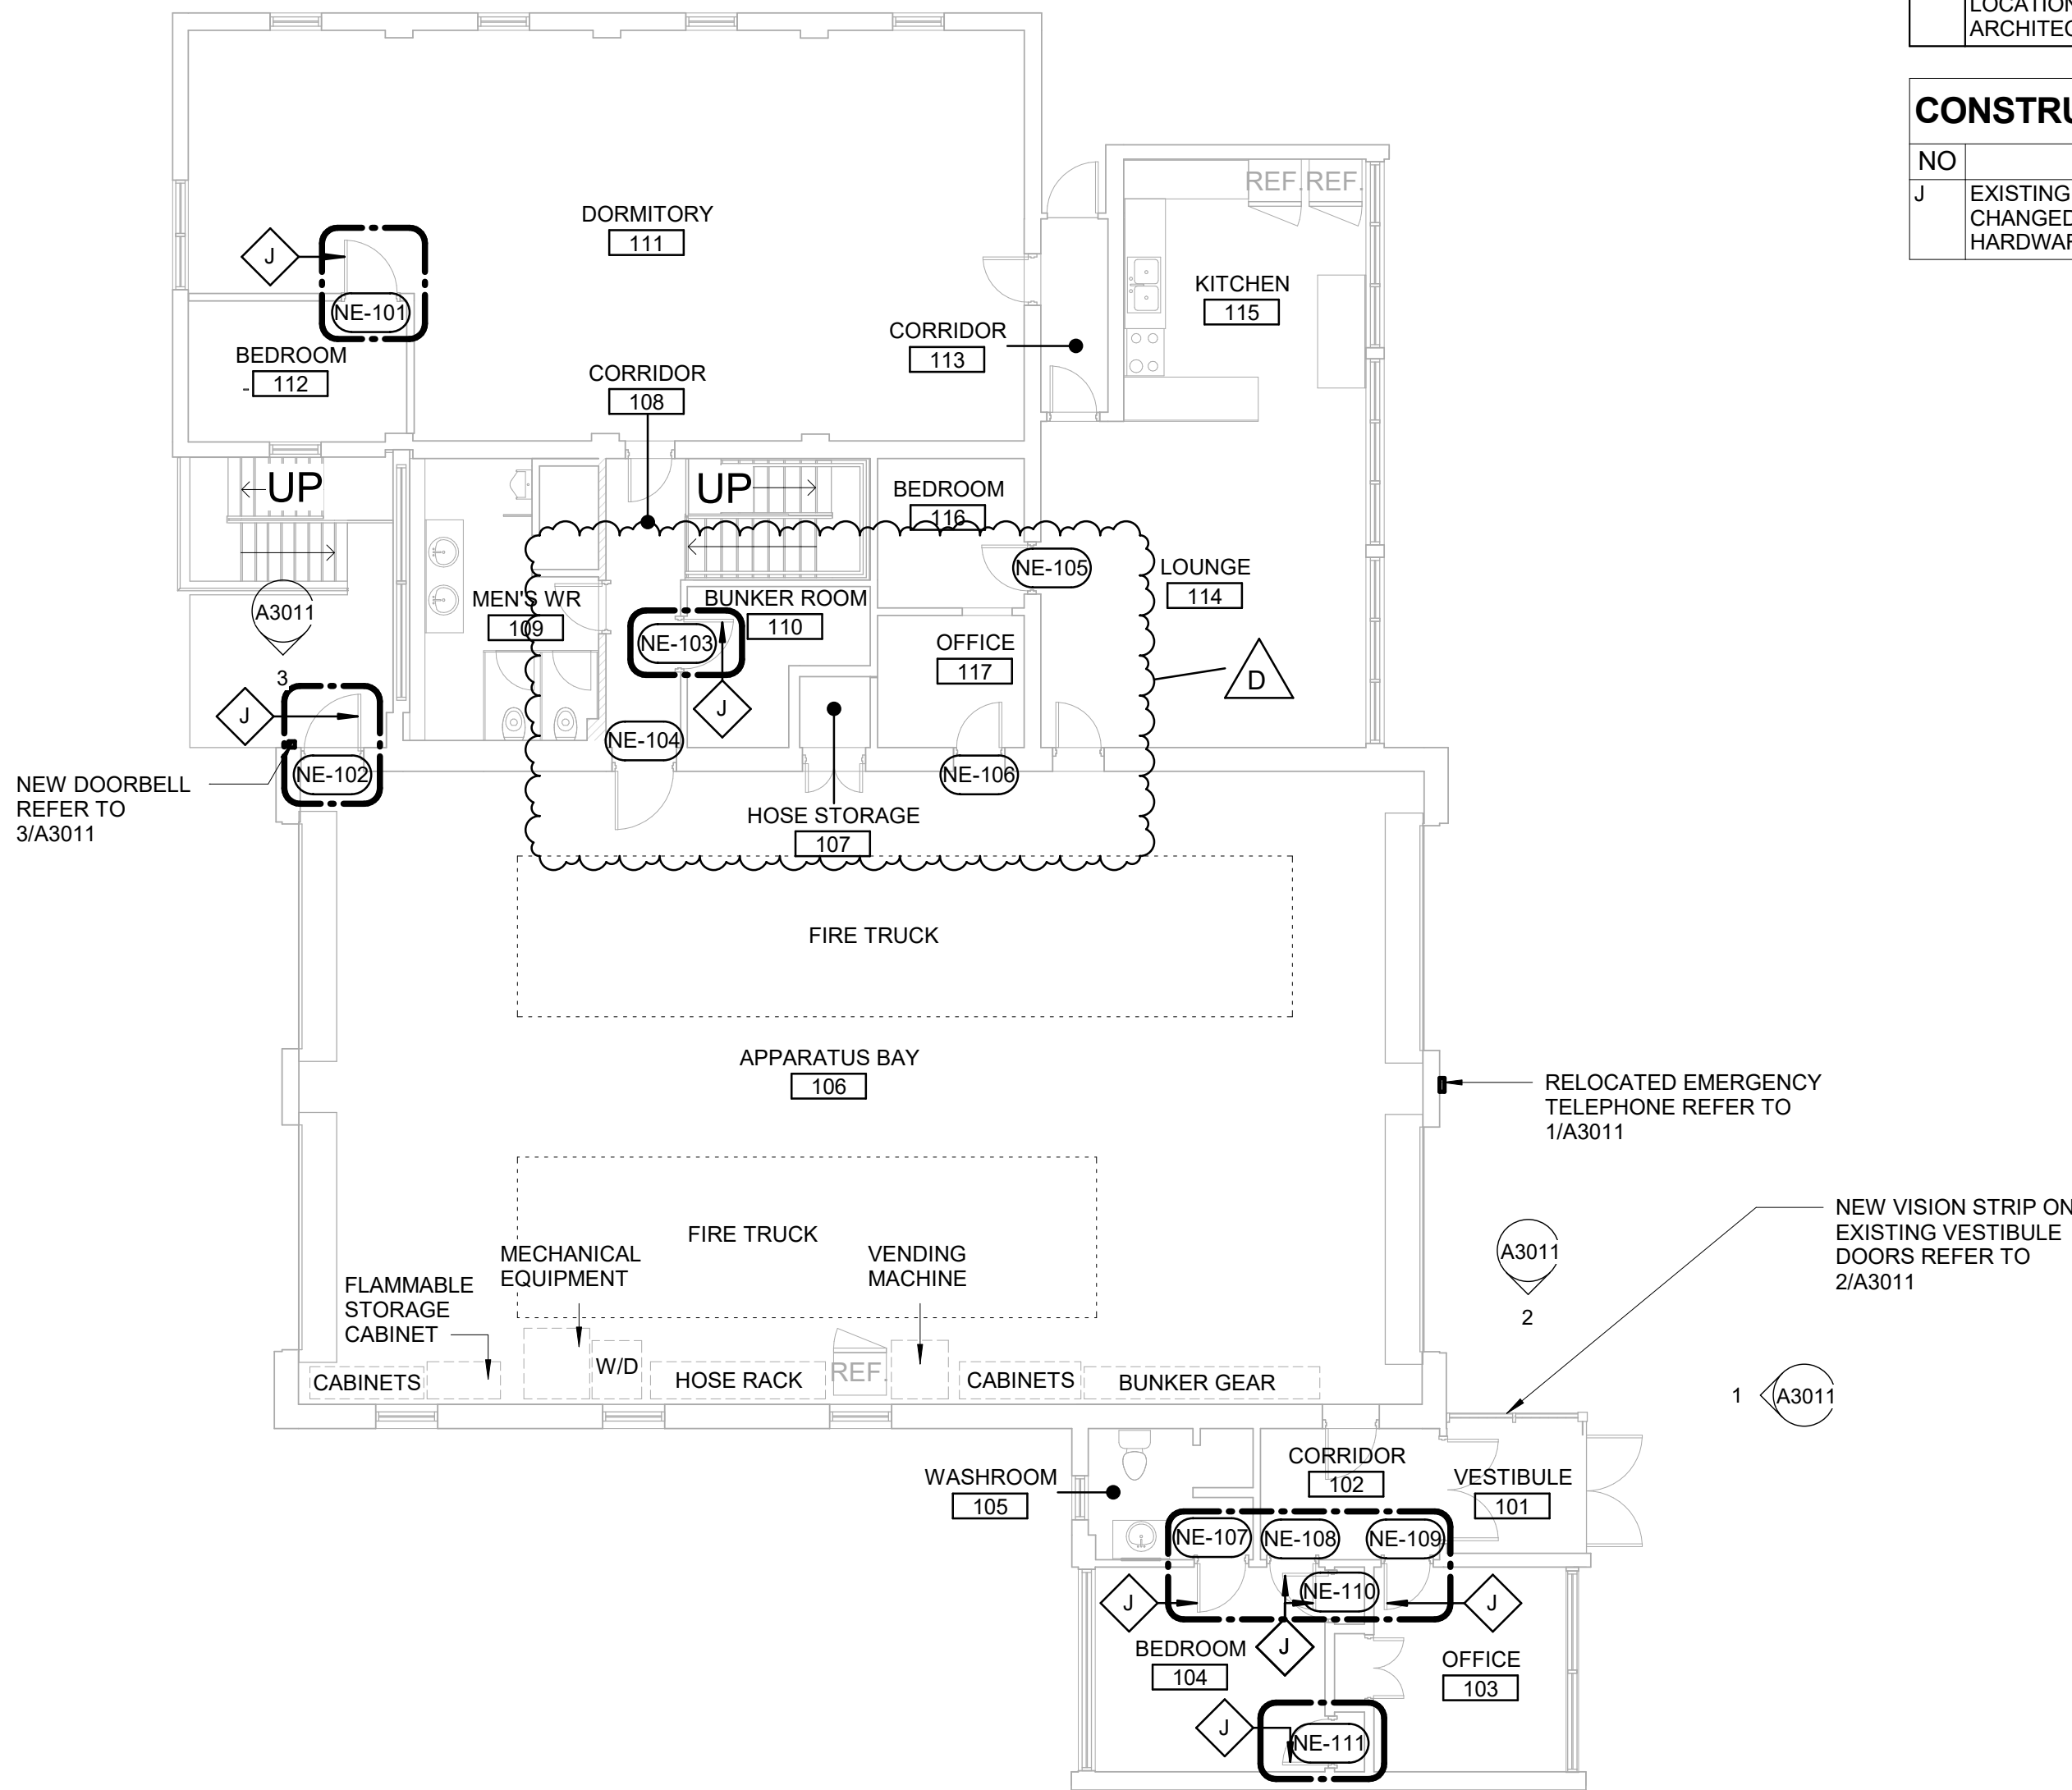 LOCATION
ARCHITEC
CONSTRU
NO
J
EXISTING
CHANGED
HARDWAR
REF.
REF.
DORMITORY
111
J
NE-101
KITCHEN
115
CORRIDOR
113
BEDROOM
112
CORRIDOR
108
UP
UP
BEDROOM
116
NE-105
LOUNGE
114
A3011
3
MEN'S WR
109
BUNKER ROOM
110
NE-103
J
OFFICE
117
D
J
NE-102
NE-104
NE-106
NEW DOORBELL
REFER TO
3/A3011
HOSE STORAGE
107
FIRE TRUCK
APPARATUS BAY
106
RELOCATED EMERGENCY
TELEPHONE REFER TO
1/A3011
NEW VISION STRIP ON
EXISTING VESTIBULE
DOORS REFER TO
2/A3011
A3011
2
FIRE TRUCK
MECHANICAL
EQUIPMENT
VENDING
MACHINE
FLAMMABLE
STORAGE
CABINET
CABINETS
W/D
HOSE RACK
REF.
CABINETS
BUNKER GEAR
1
A3011
WASHROOM
105
CORRIDOR
102
VESTIBULE
101
NE-107
NE-108
NE-109
NE-110
J
J
J
BEDROOM
104
OFFICE
103
J
NE-111